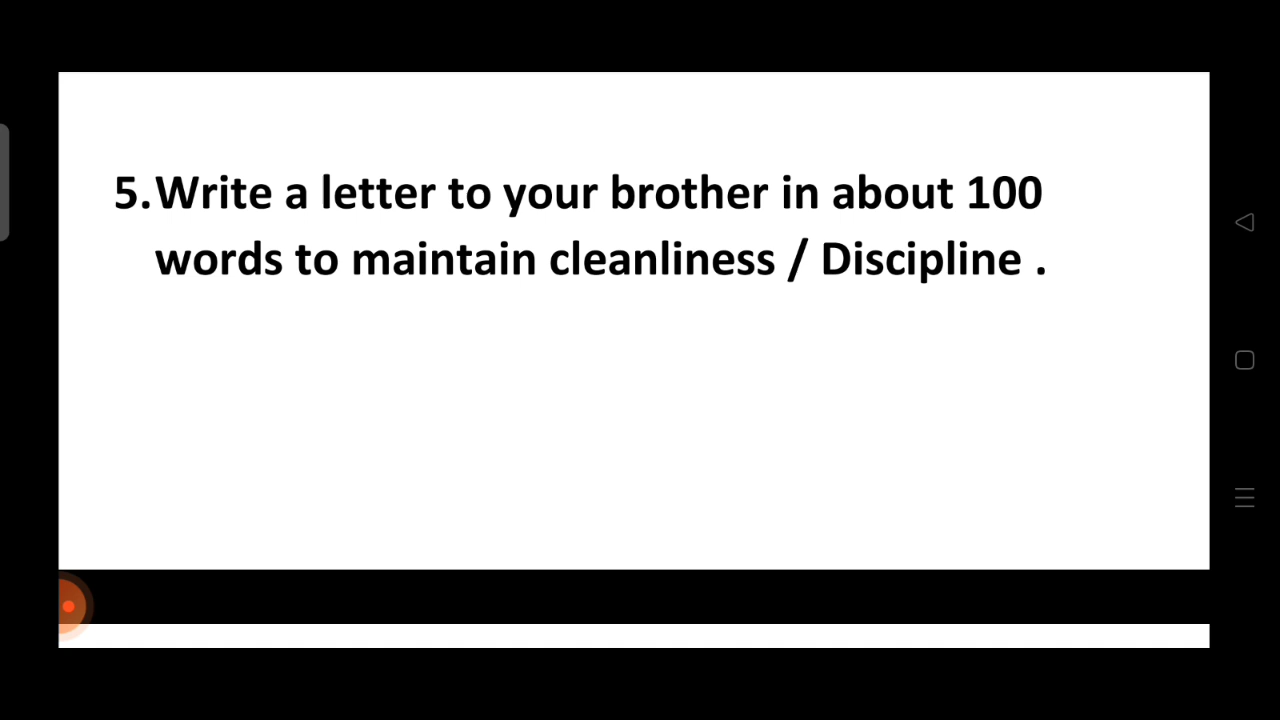 5.Write a letter to your brother in about 100
words to maintain cleanliness / Discipline .